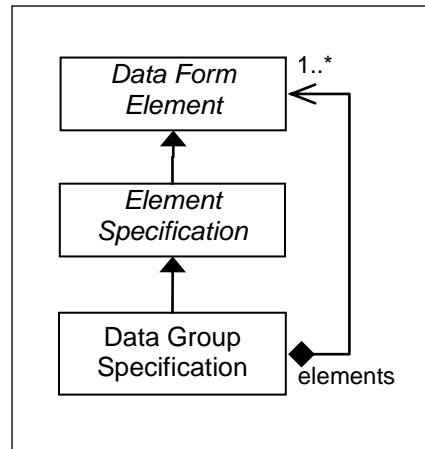 1..*
Data Form
Element
Element
Specification
Data Group
Specification
elements